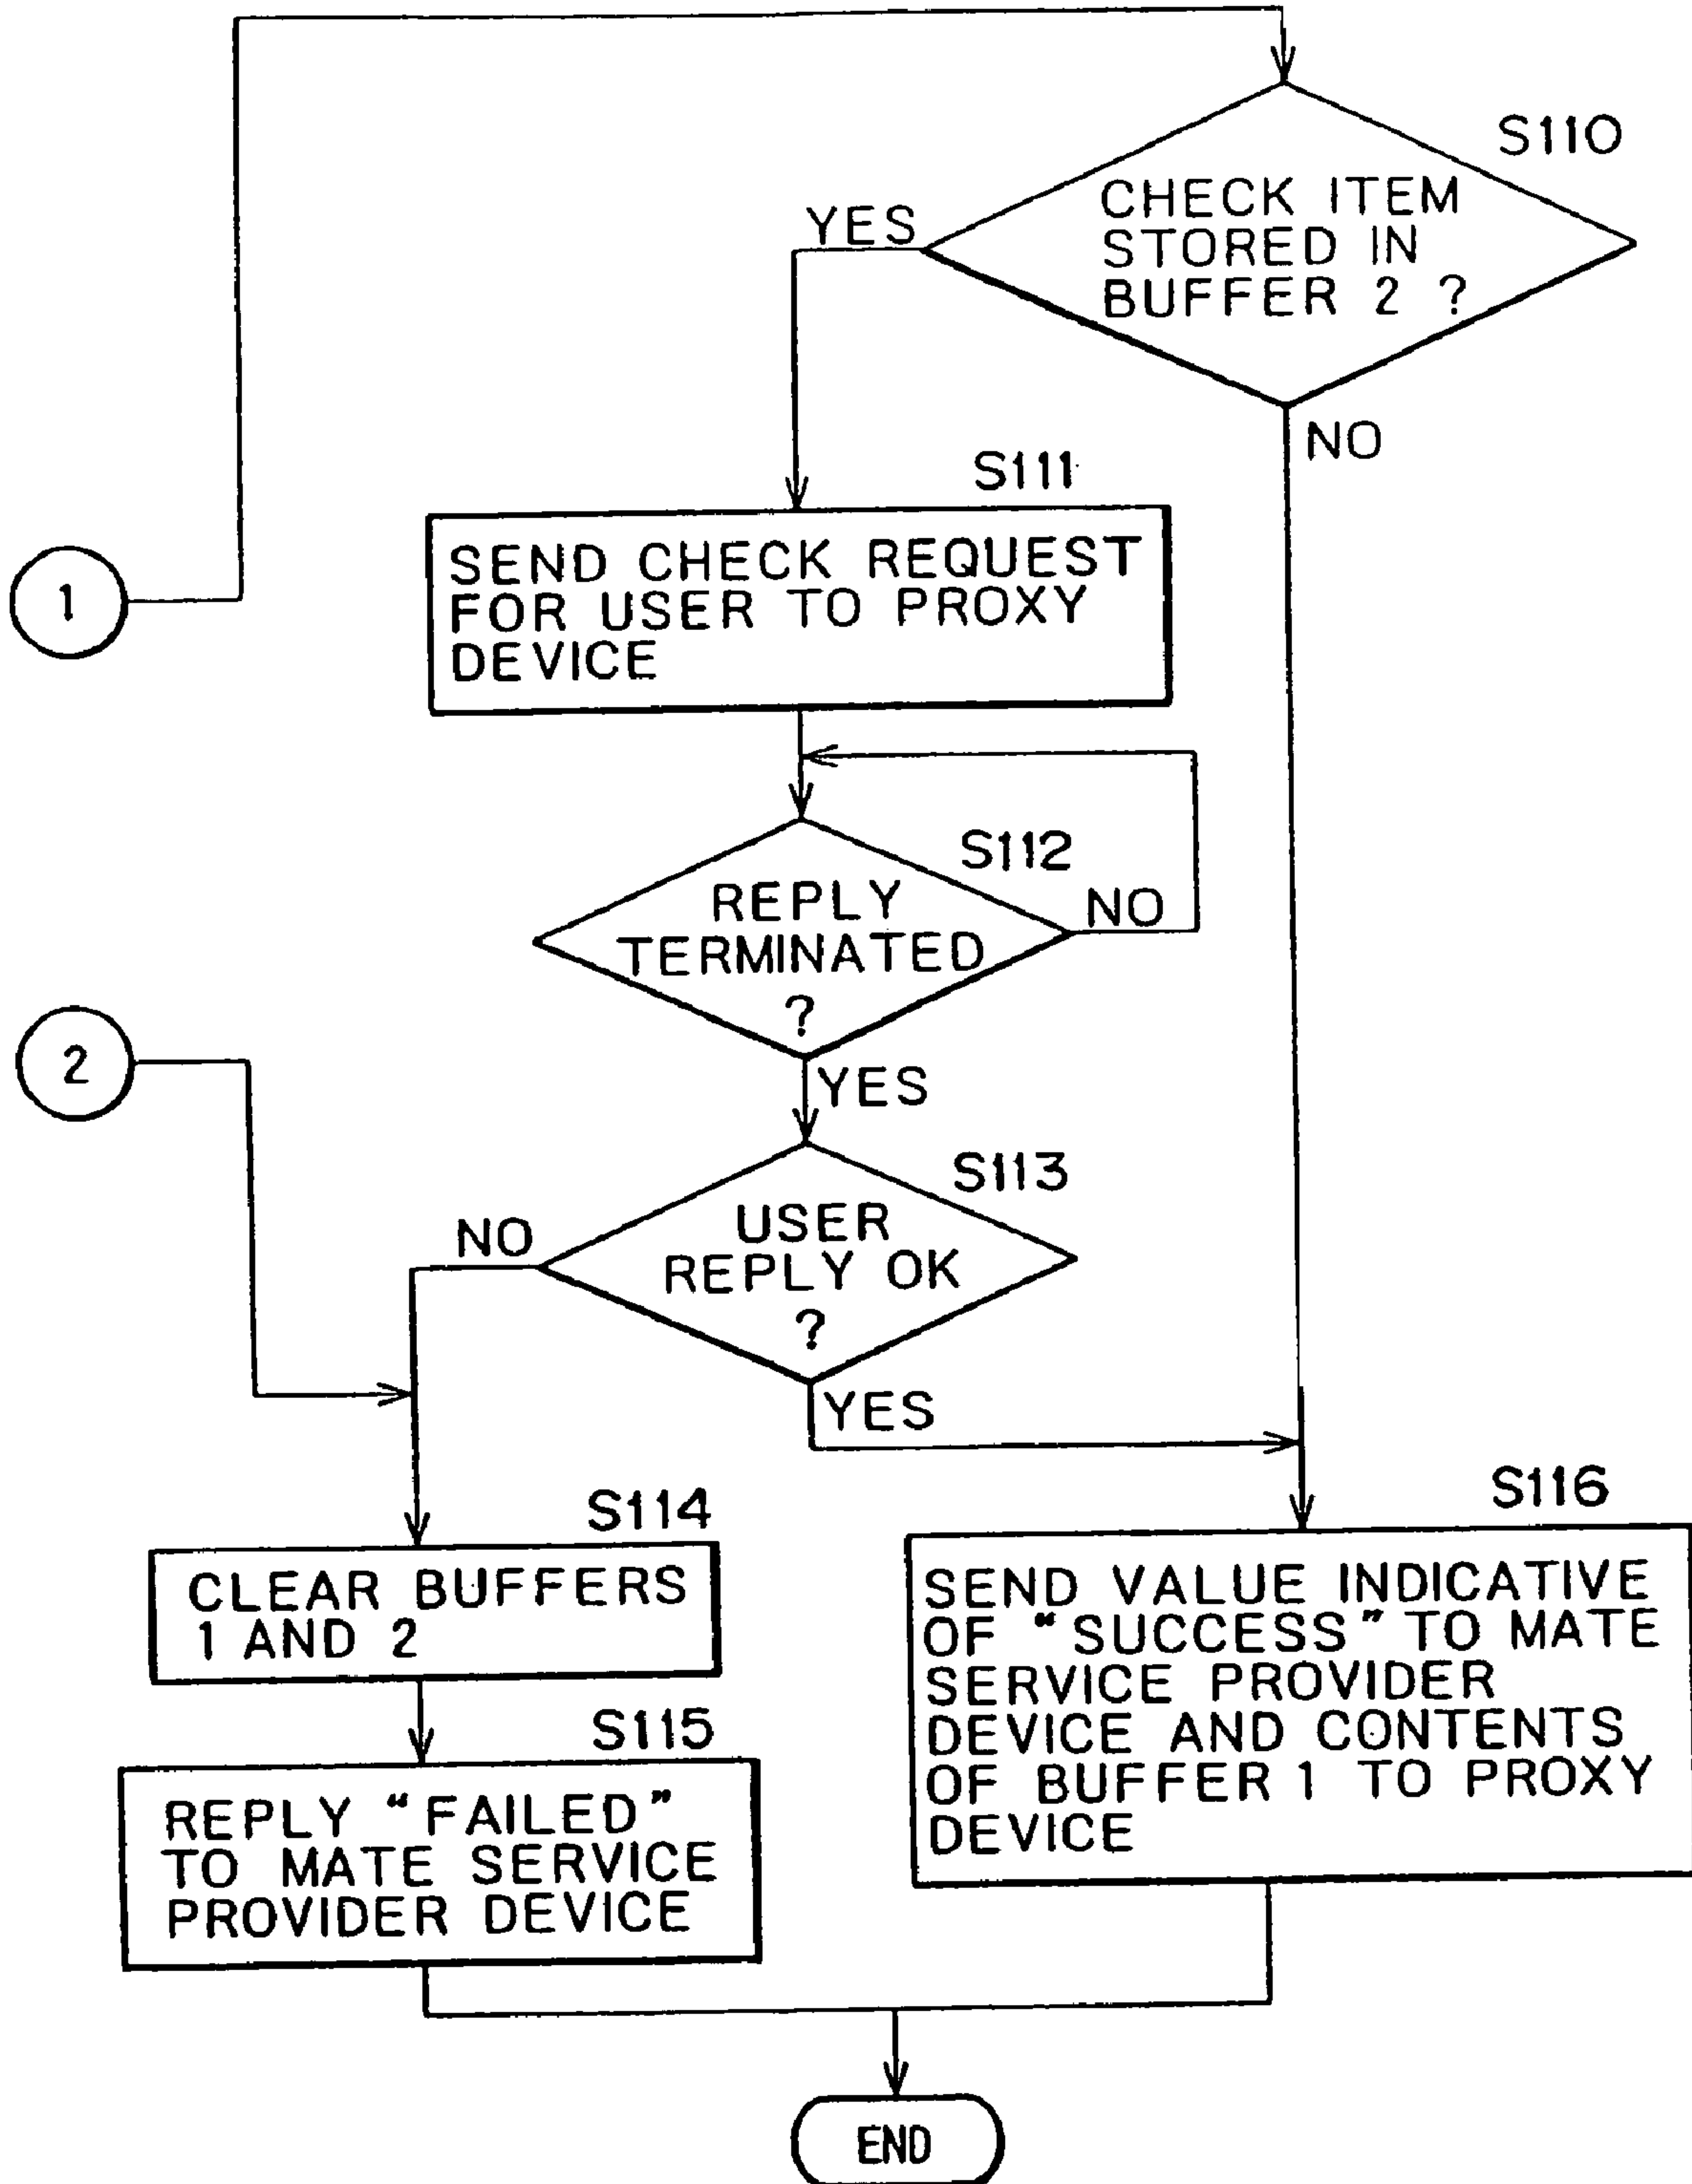 S110
CHECK ITEM
STORED IN
BUFFER 2 ?
YES
NO
S111
SEND CHECK REQUEST
FOR USER TO PROXY
DEVICE
1
S112
REPLY
TERMINATED
?
NO
YES
2
S113
USER
REPLY OK
?
NO
YES
S114
CLEAR BUFFERS
1 AND 2
S115
REPLY “FAILED”
TO MATE SERVICE
PROVIDER DEVICE
S116
SEND VALUE INDICATIVE
OF “SUCCESS” TO MATE
SERVICE PROVIDER
DEVICE AND CONTENTS
OF BUFFER 1 TO PROXY
DEVICE
END